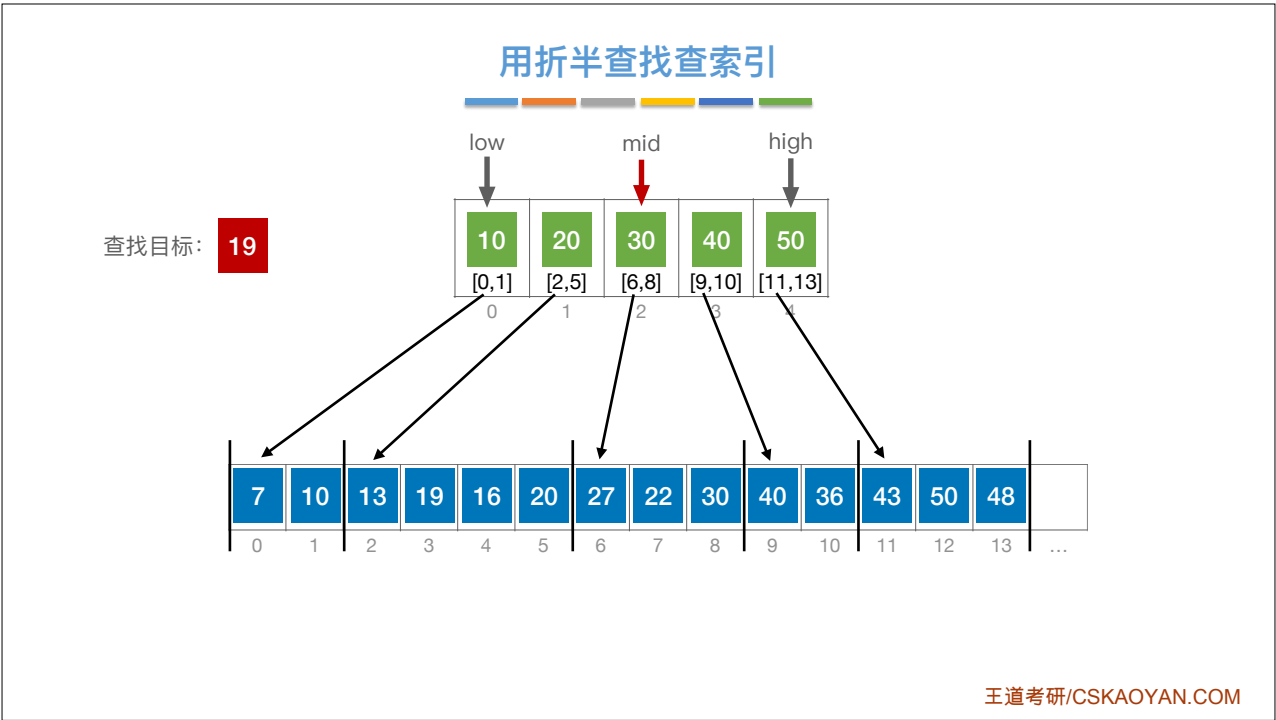 用折半查找查索引
low mid high
查找目标： 19
10 20 30 40 50
[0,1] [2,5] [6,8] [9,10] [11,13]
0 1 2 3 4
7 10 13 19 16 20 27 22 30 40 36 43 50 48
0 1 2 3 4 5 6 7 8 9 10 11 12 13 …
王道考研/CSKAOYAN.COM